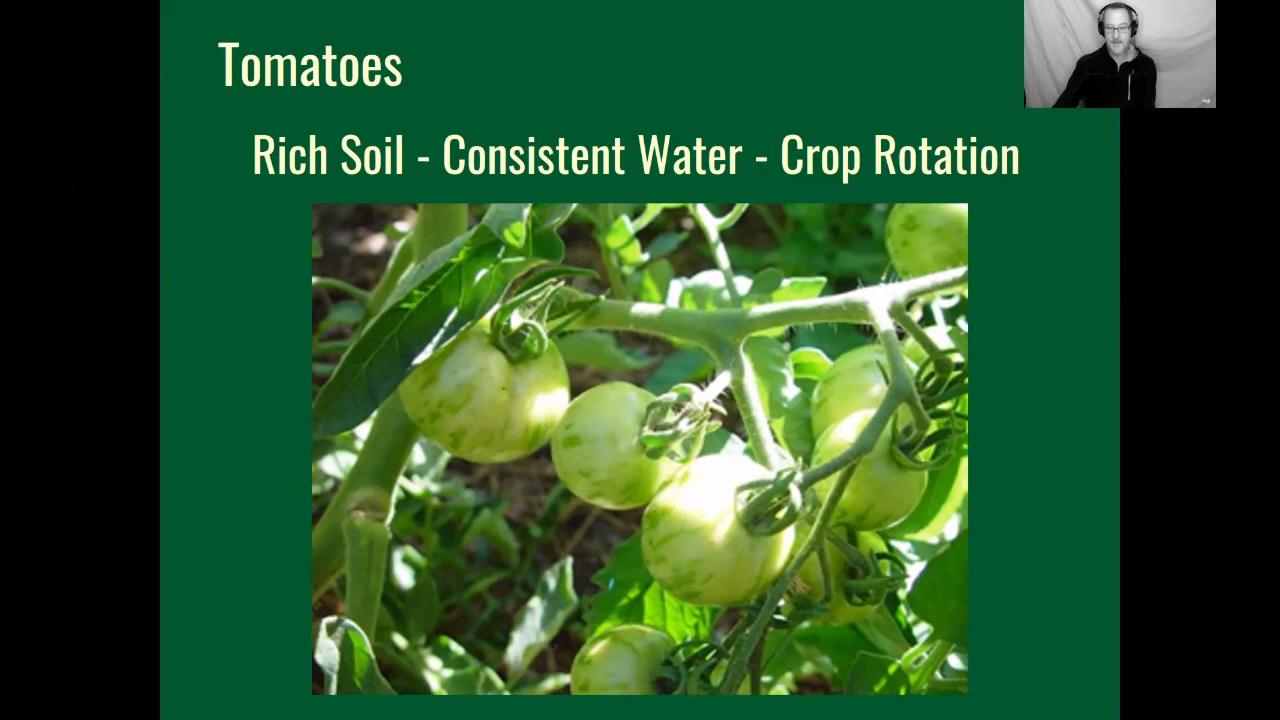 Tomatoes
Rich Soil - Consistent Water - Crop Rotation